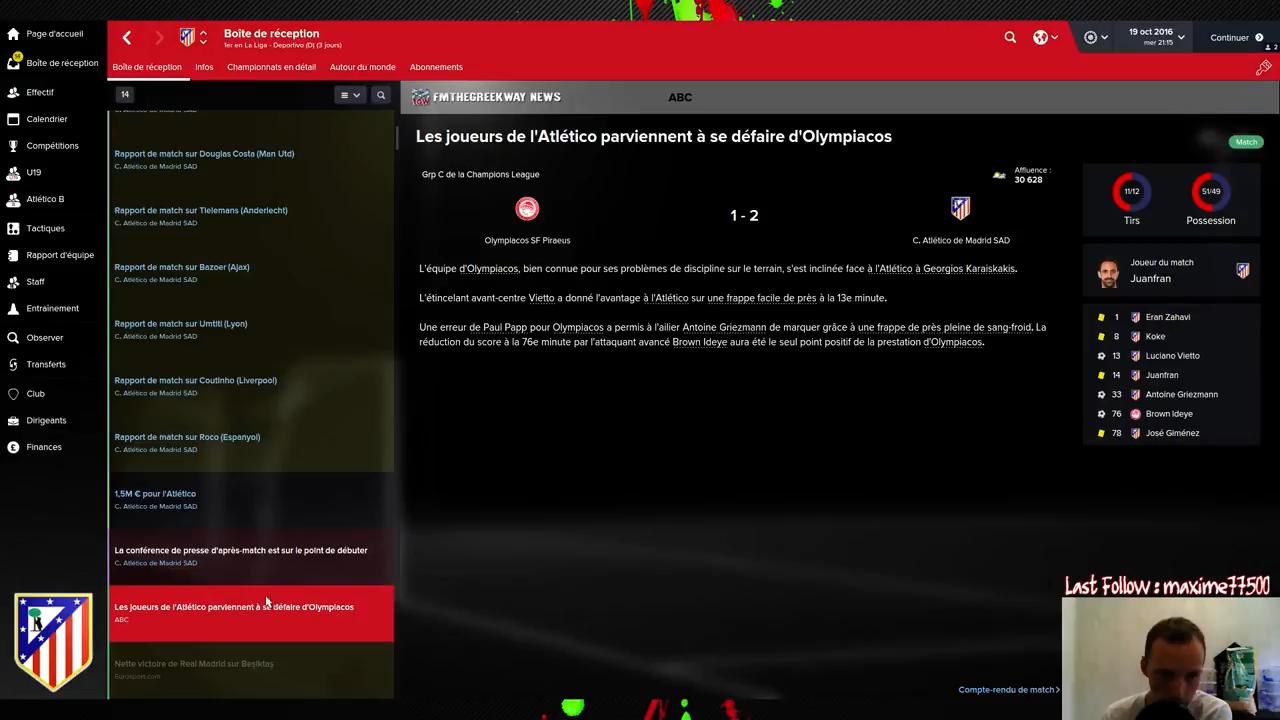 Page d'accueil
14
Boîte de réception
Effectif
Calendrier
Compétitions
U19
Atlético B
Tactiques
Rapport d'équipe
Staff
Entraînement
Observer
Transferts
Club
Dirigeants
Finances
Boîte de réception
1er en La Liga - Deportivo (D) (3 jours)
19 oct 2016
mer 21:15
Continuer
2
Boîte de réception
Infos
Championnats en détail
Autour du monde
Abonnements
14
C. Atlético de Madrid SAD
Rapport de match sur Douglas Costa (Man Utd)
C. Atlético de Madrid SAD
Rapport de match sur Tielemans (Anderlecht)
C. Atlético de Madrid SAD
Rapport de match sur Bazoer (Ajax)
C. Atlético de Madrid SAD
Rapport de match sur Umtiti (Lyon)
C. Atlético de Madrid SAD
Rapport de match sur Coutinho (Liverpool)
C. Atlético de Madrid SAD
Rapport de match sur Roco (Espanyol)
C. Atlético de Madrid SAD
1,5M € pour l'Atlético
C. Atlético de Madrid SAD
La conférence de presse d'après-match est sur le point de débuter
C. Atlético de Madrid SAD
Les joueurs de l'Atlético parviennent à se défaire d'Olympiacos
ABC
Nette victoire de Real Madrid sur Beşiktaş
Eurosport.com
FMTHEGREEKWAY NEWS
ABC
Les joueurs de l'Atlético parviennent à se défaire d'Olympiacos
Match
Grp C de la Champions League
Affluence :
30 628
1 - 2
Olympiacos SF Piraeus
C. Atlético de Madrid SAD
L'équipe d'Olympiacos, bien connue pour ses problèmes de discipline sur le terrain, s'est inclinée face à l'Atlético à Georgios Karaiskakis.
L'étincelant avant-centre Vietto a donné l'avantage à l'Atlético sur une frappe facile de près à la 13e minute.
Une erreur de Paul Papp pour Olympiacos a permis à l'ailier Antoine Griezmann de marquer grâce à une frappe de près pleine de sang-froid. La
réduction du score à la 76e minute par l'attaquant avancé Brown Ideye aura été le seul point positif de la prestation d'Olympiacos.
11/12
51/49
Tirs
Possession
Joueur du match
Juanfran
1 Eran Zahavi
8 Koke
13 Luciano Vietto
14 Juanfran
33 Antoine Griezmann
76 Brown Ideye
78 José Giménez
Last Follow : maxime77500
Compte-rendu de match